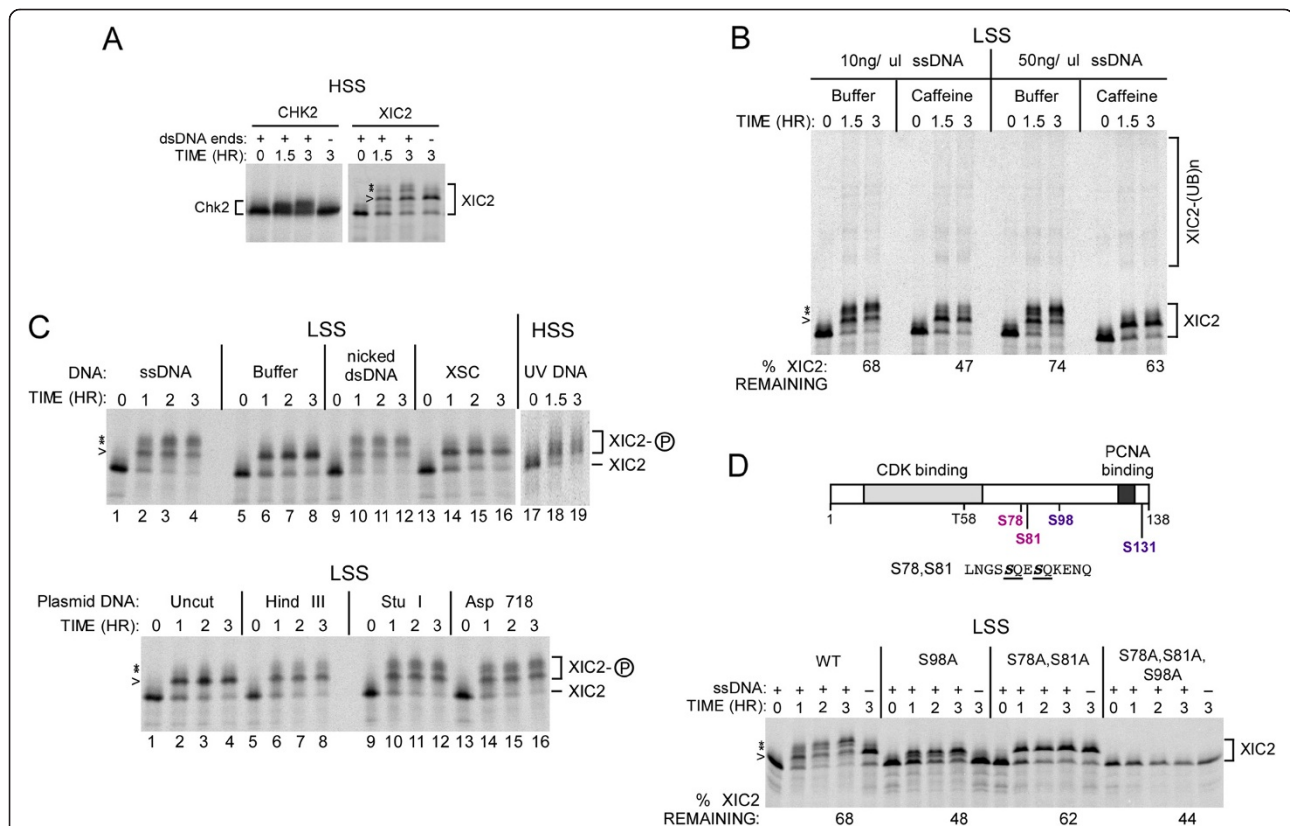 A
HSS
CHK2 XIC2
dsDNA ends: + + + - + + + -
TIME (HR): 0 1.5 3 3 0 1.5 3 3
Chk2
**
>
XIC2
B
LSS
10ng/ ul ssDNA 50ng/ ul ssDNA
Buffer Caffeine Buffer Caffeine
TIME (HR): 0 1.5 3 0 1.5 3 0 1.5 3 0 1.5 3
XIC2-(UB)n
**
>
XIC2
% XIC2: 68 47 74 63
REMAINING
C
LSS HSS
DNA: ssDNA Buffer nicked dsDNA XSC UV DNA
TIME (HR): 0 1 2 3 0 1 2 3 0 1 2 3 0 1 2 3 0 1.5 3
**
>
XIC2-Ⓟ
XIC2
1 2 3 4 5 6 7 8 9 10 11 12 13 14 15 16 17 18 19
LSS
Plasmid DNA: Uncut Hind III Stu I Asp 718
TIME (HR): 0 1 2 3 0 1 2 3 0 1 2 3 0 1 2 3
**
>
XIC2-Ⓟ
XIC2
1 2 3 4 5 6 7 8 9 10 11 12 13 14 15 16
D
CDK binding PCNA binding
1 T58 S78 S81 S98 S131 138
S78,S81 LNGSSQESQKENQ
LSS
WT S98A S78A,S81A S78A,S81A, S98A
ssDNA: + + + + – + + + + – + + + + – + + + + –
TIME (HR): 0 1 2 3 3 0 1 2 3 3 0 1 2 3 3 0 1 2 3 3
**
>
XIC2
% XIC2
REMAINING: 68 48 62 44